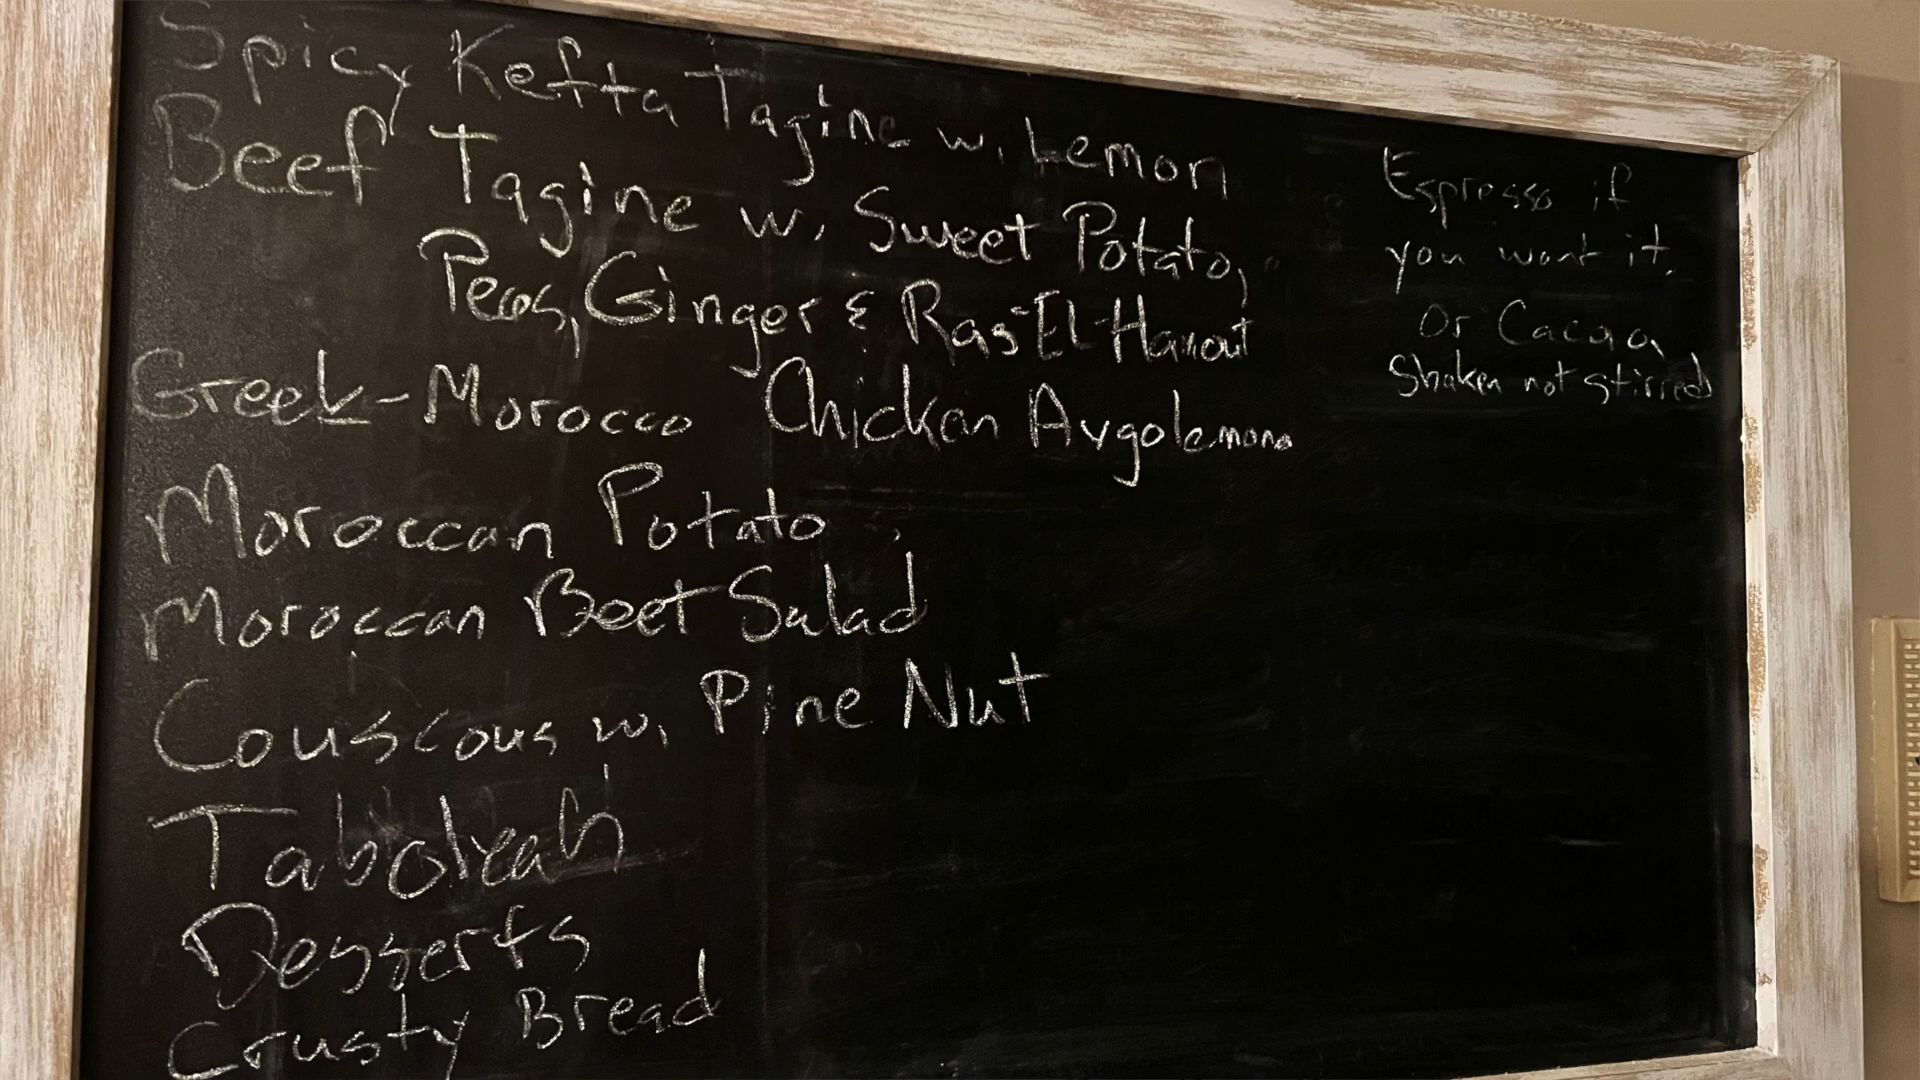 Spicy Kefta Tagine w. Lemon
Beef Tagine w. Sweet Potato,
Peas, Ginger & Ras-El-Hanout
Greek-Morocco Chicken Avgolemono
Moroccan Potato
Moroccan Beet Salad
Couscous w. Pine Nut
Taboleah
Desserts
Crusty Bread
Espresso if
you want it.
Or Cacao,
Shaken not stirred